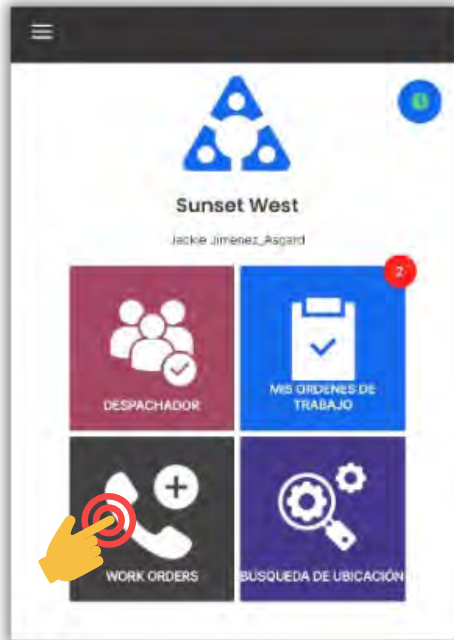 Sunset West
Jackie Jimenez_Asgard
2
DESPACHADOR
MIS ORDENES DE
TRABAJO
WORK ORDERS
BÚSQUEDA DE UBICACIÓN